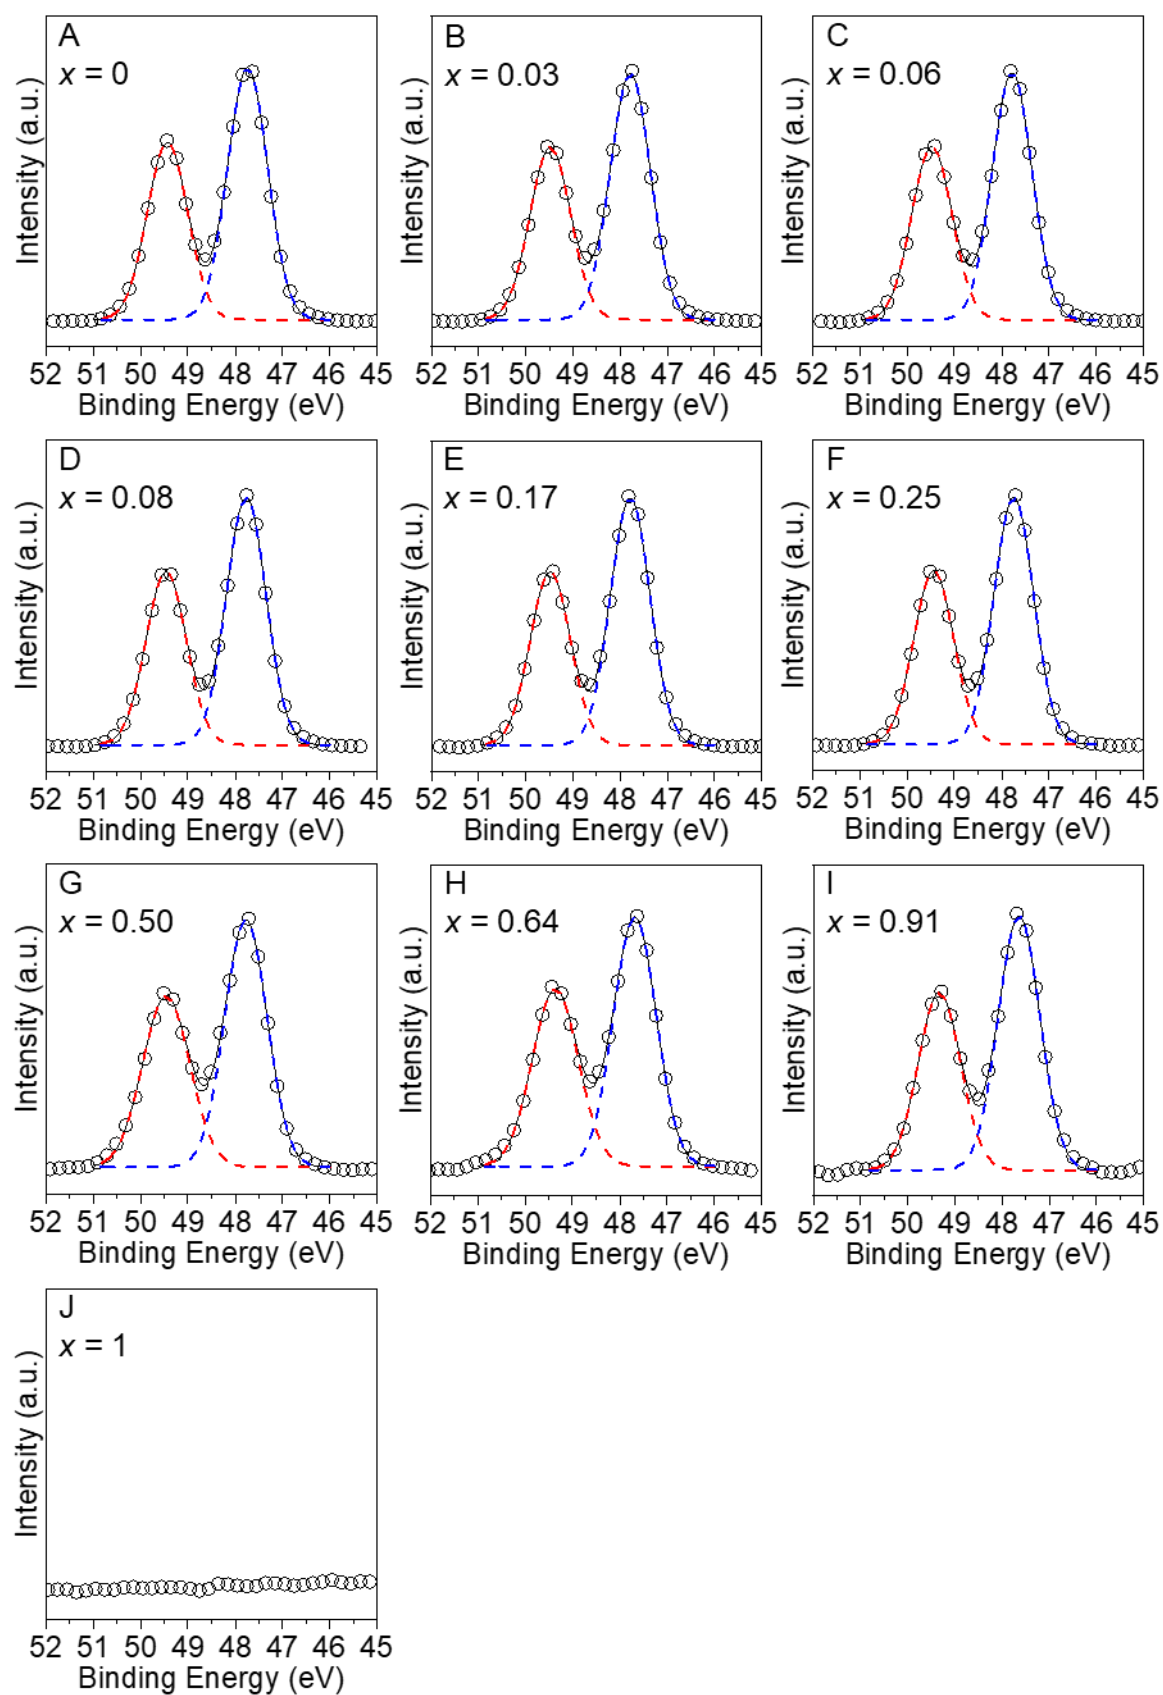 A
x = 0
Intensity (a.u.)
52 51 50 49 48 47 46 45
Binding Energy (eV)
B
x = 0.03
Intensity (a.u.)
52 51 50 49 48 47 46 45
Binding Energy (eV)
C
x = 0.06
Intensity (a.u.)
52 51 50 49 48 47 46 45
Binding Energy (eV)
D
x = 0.08
Intensity (a.u.)
52 51 50 49 48 47 46 45
Binding Energy (eV)
E
x = 0.17
Intensity (a.u.)
52 51 50 49 48 47 46 45
Binding Energy (eV)
F
x = 0.25
Intensity (a.u.)
52 51 50 49 48 47 46 45
Binding Energy (eV)
G
x = 0.50
Intensity (a.u.)
52 51 50 49 48 47 46 45
Binding Energy (eV)
H
x = 0.64
Intensity (a.u.)
52 51 50 49 48 47 46 45
Binding Energy (eV)
I
x = 0.91
Intensity (a.u.)
52 51 50 49 48 47 46 45
Binding Energy (eV)
J
x = 1
Intensity (a.u.)
52 51 50 49 48 47 46 45
Binding Energy (eV)